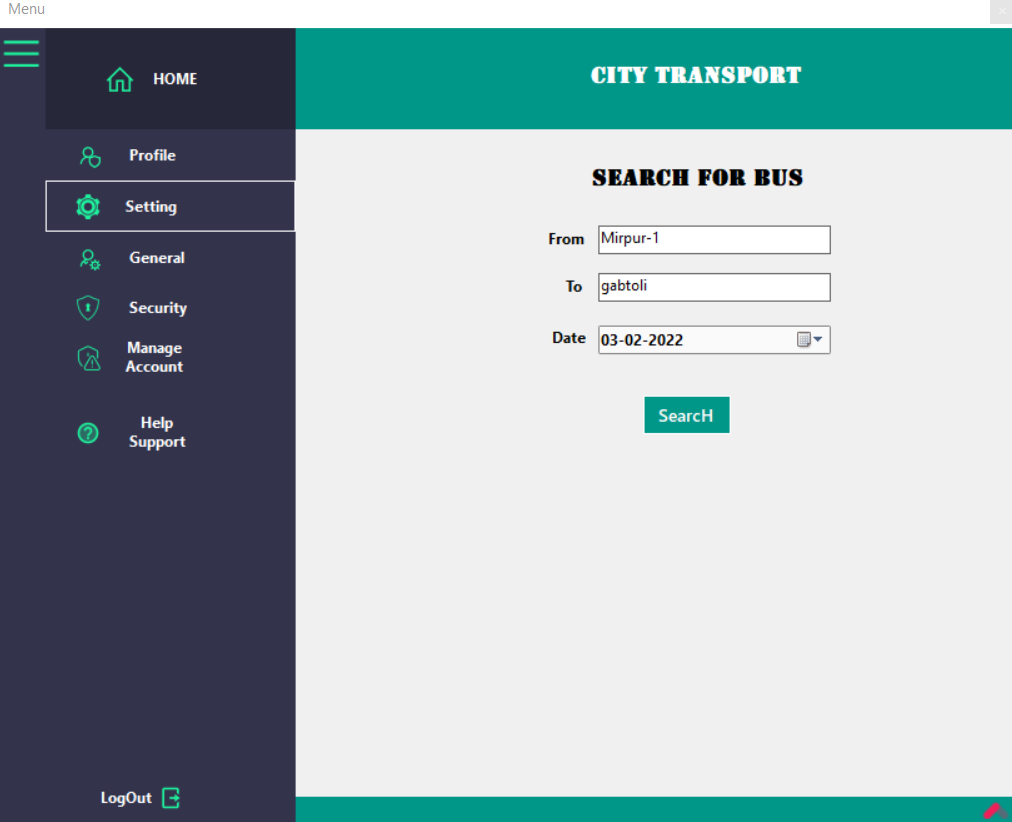 Menu
HOME
Profile
Setting
General
Security
Manage
Account
Help
Support
LogOut
CITY TRANSPORT
SEARCH FOR BUS
From Mirpur-1
To gabtoli
Date 03-02-2022
SearcH